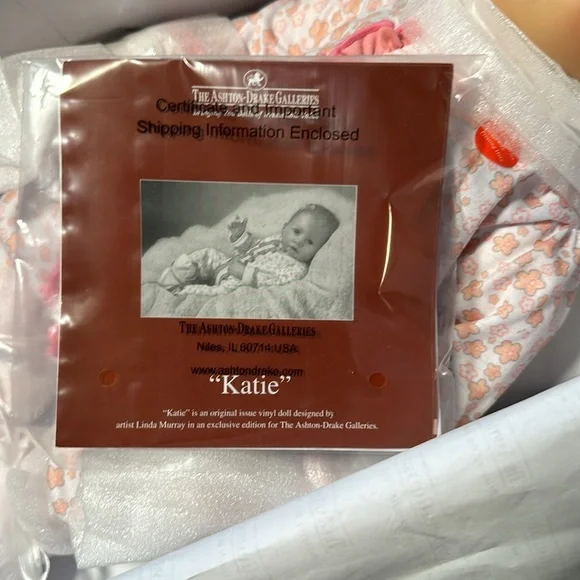 THE ASHTON-DRAKE GALLERIES
Certificate and Important
Shipping Information Enclosed
THE ASHTON-DRAKE GALLERIES
Niles, IL 60714 USA
www.ashtondrake.com
"Katie"
"Katie" is an original issue vinyl doll designed by
artist Linda Murray in an exclusive edition for The Ashton-Drake Galleries.